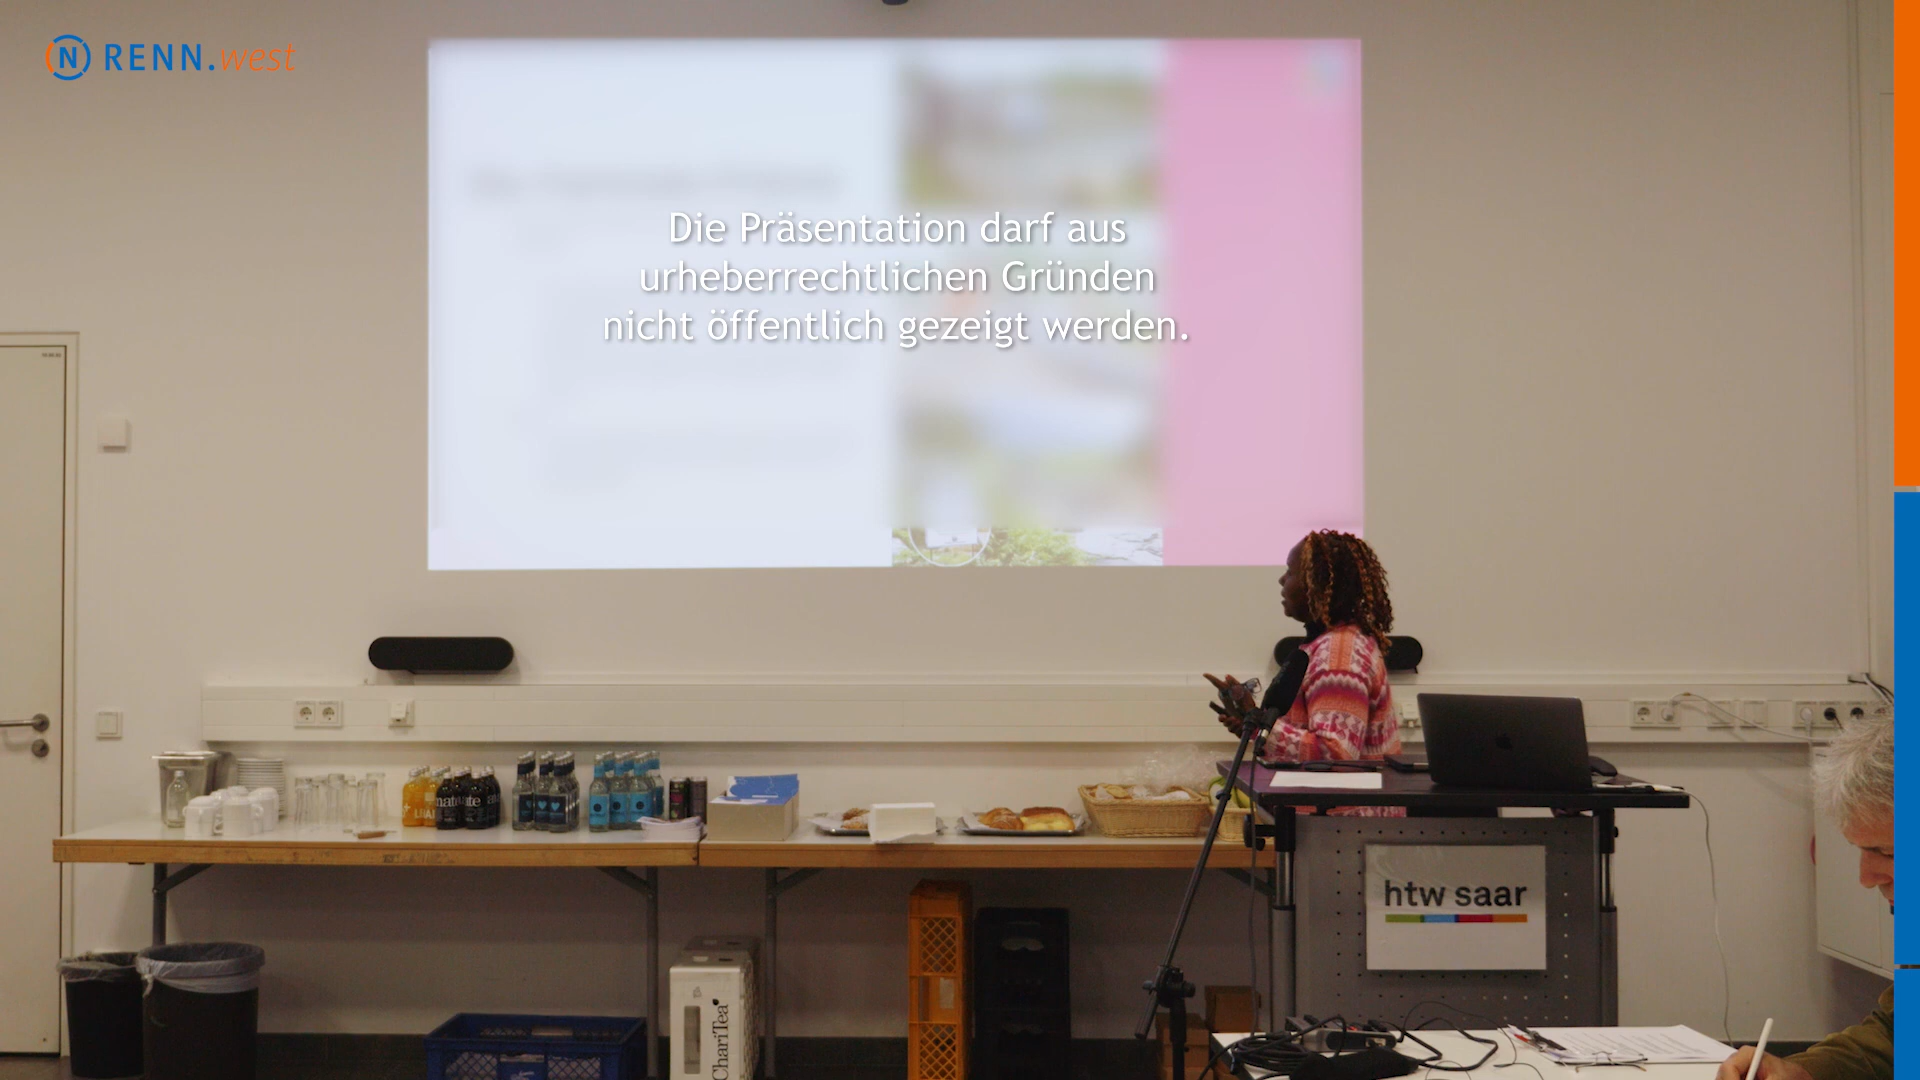 N RENN.west
Die Präsentation darf aus
urheberrechtlichen Gründen
nicht öffentlich gezeigt werden.
htw saar
ChariTea